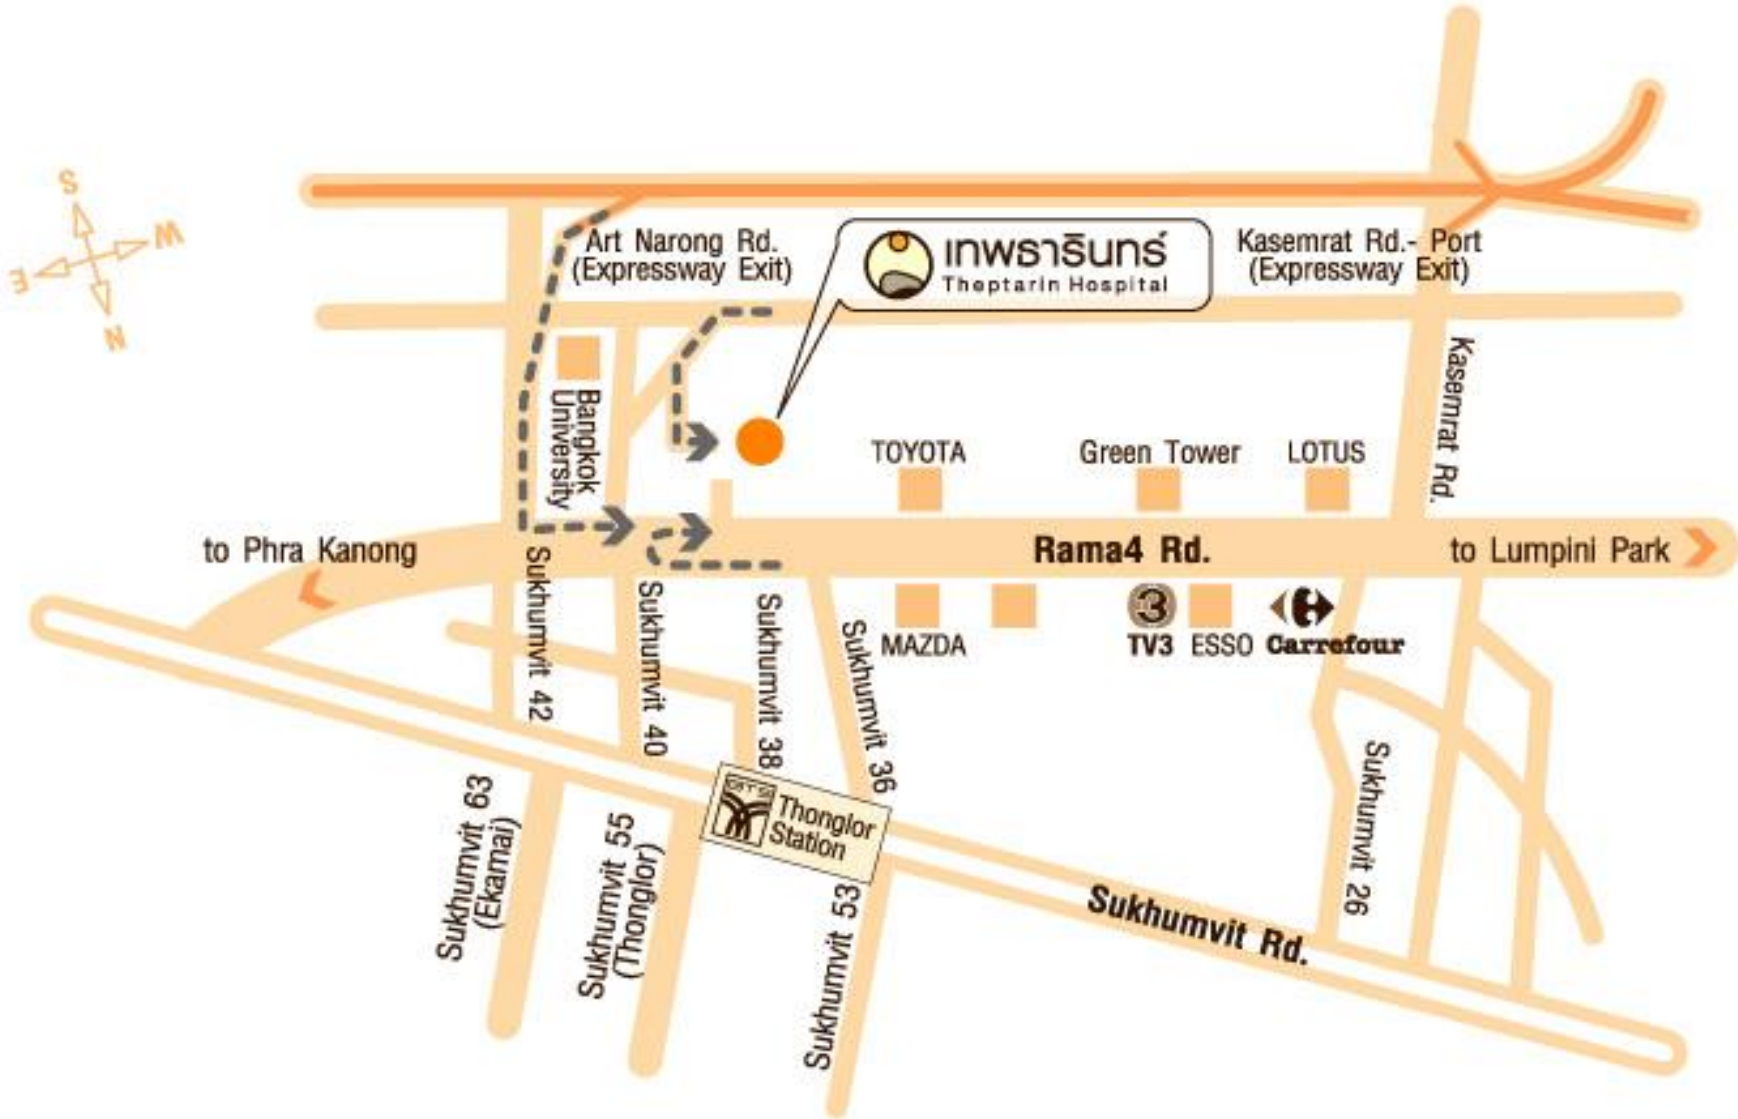 S
W
E
N
Art Narong Rd.
(Expressway Exit)
เทพธารินทร์
Theptarin Hospital
Kasemrat Rd.- Port
(Expressway Exit)
Bangkok
University
Kasemrat Rd.
TOYOTA
Green Tower
LOTUS
to Phra Kanong
Rama4 Rd.
to Lumpini Park
Sukhumvit 42
Sukhumvit 40
Sukhumvit 38
Sukhumvit 36
MAZDA
3
TV3
ESSO
Carrefour
Sukhumvit 26
BTS
Thonglor
Station
Sukhumvit 63
(Ekamai)
Sukhumvit 55
(Thonglor)
Sukhumvit 53
Sukhumvit Rd.